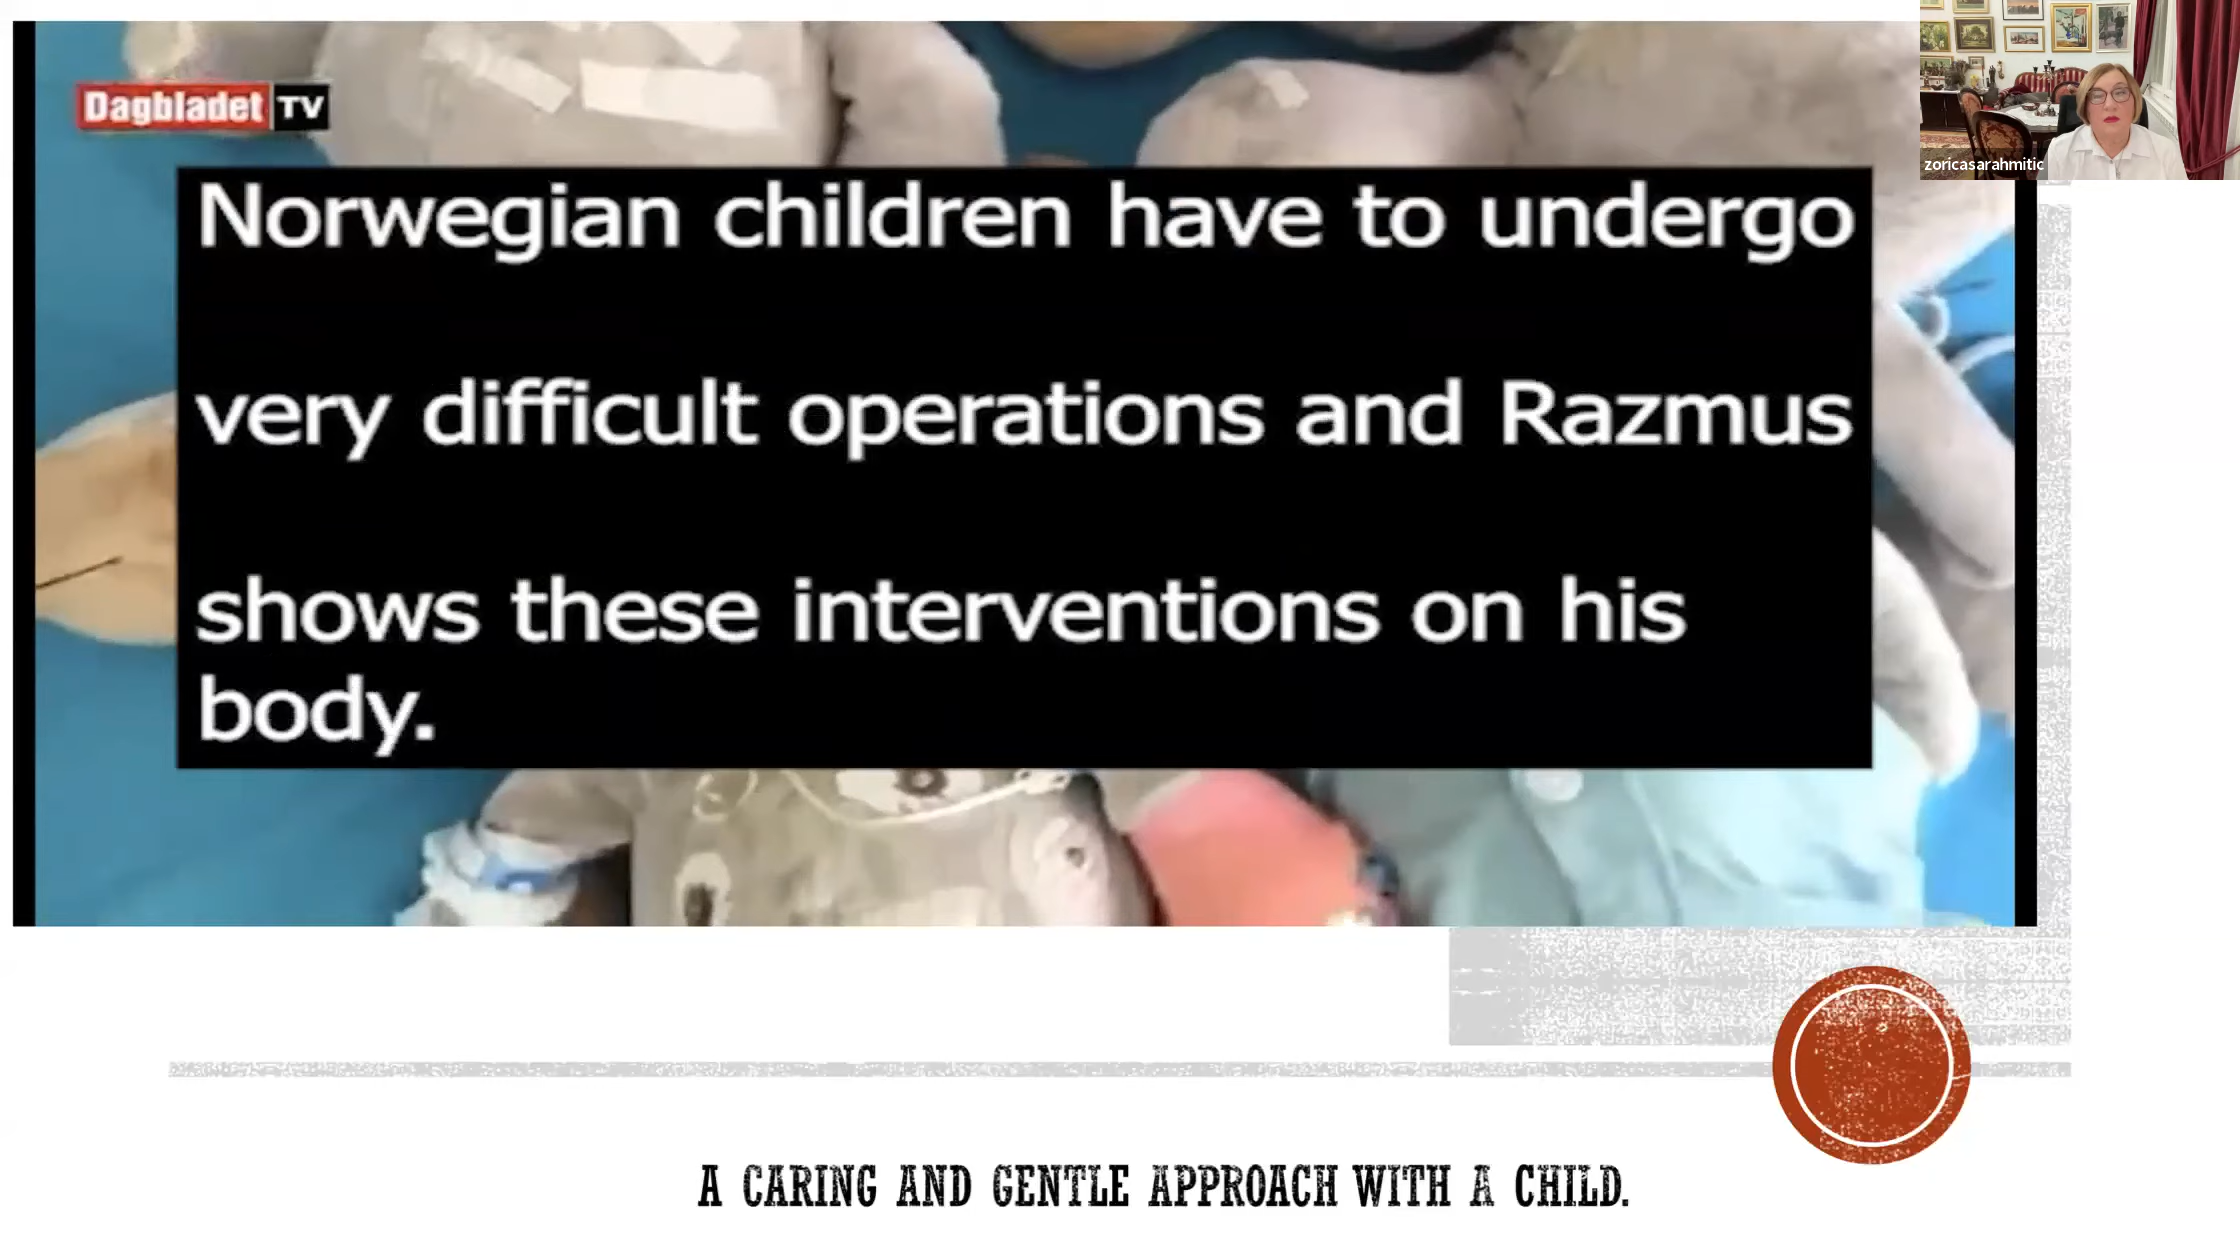 Dagbladet TV
zoricasarahmitic
Norwegian children have to undergo
very difficult operations and Razmus
shows these interventions on his
body.
A CARING AND GENTLE APPROACH WITH A CHILD.